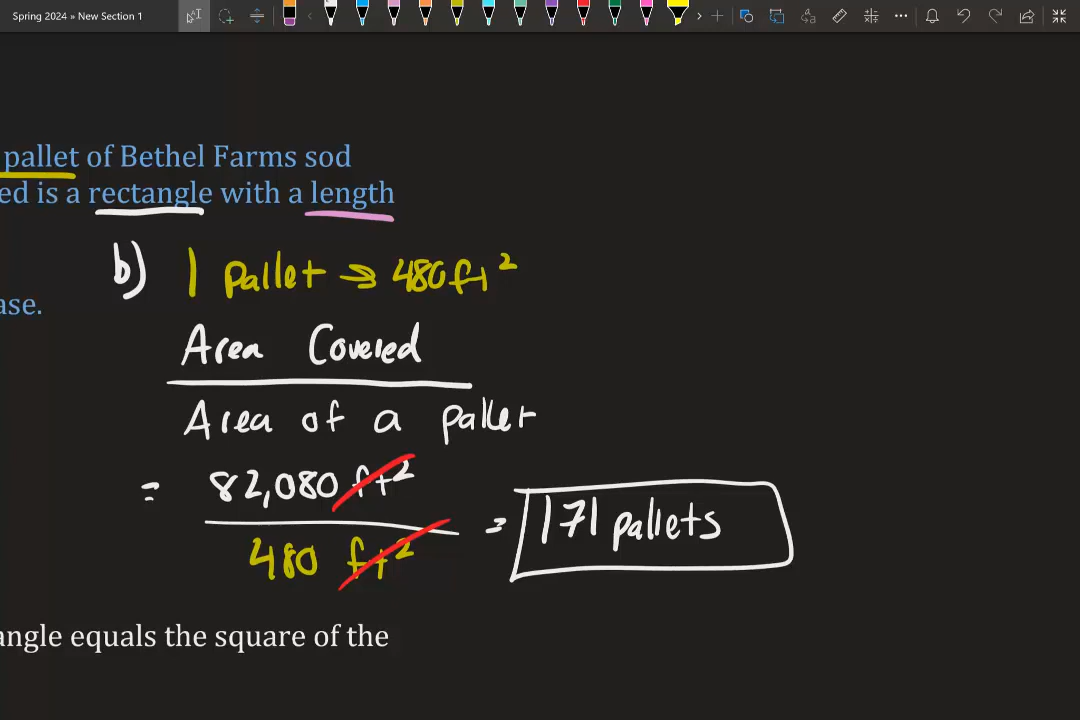 Spring 2024 » New Section 1
pallet of Bethel Farms sod
ed is a rectangle with a length
b) 1 pallet → 480 ft²
ase.
Area Covered
Area of a pallet
= 82,080 ft²
480 ft²
= 171 pallets
angle equals the square of the